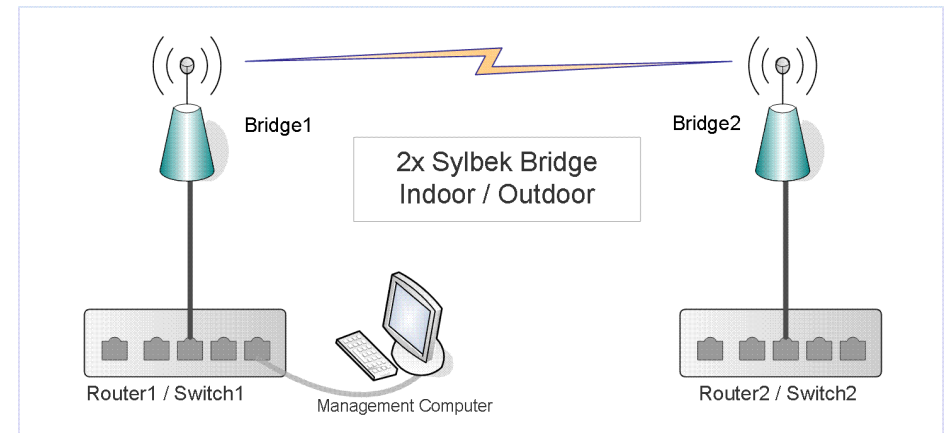 Bridge1
Bridge2
2x Sylbek Bridge
Indoor / Outdoor
Router1 / Switch1
Management Computer
Router2 / Switch2